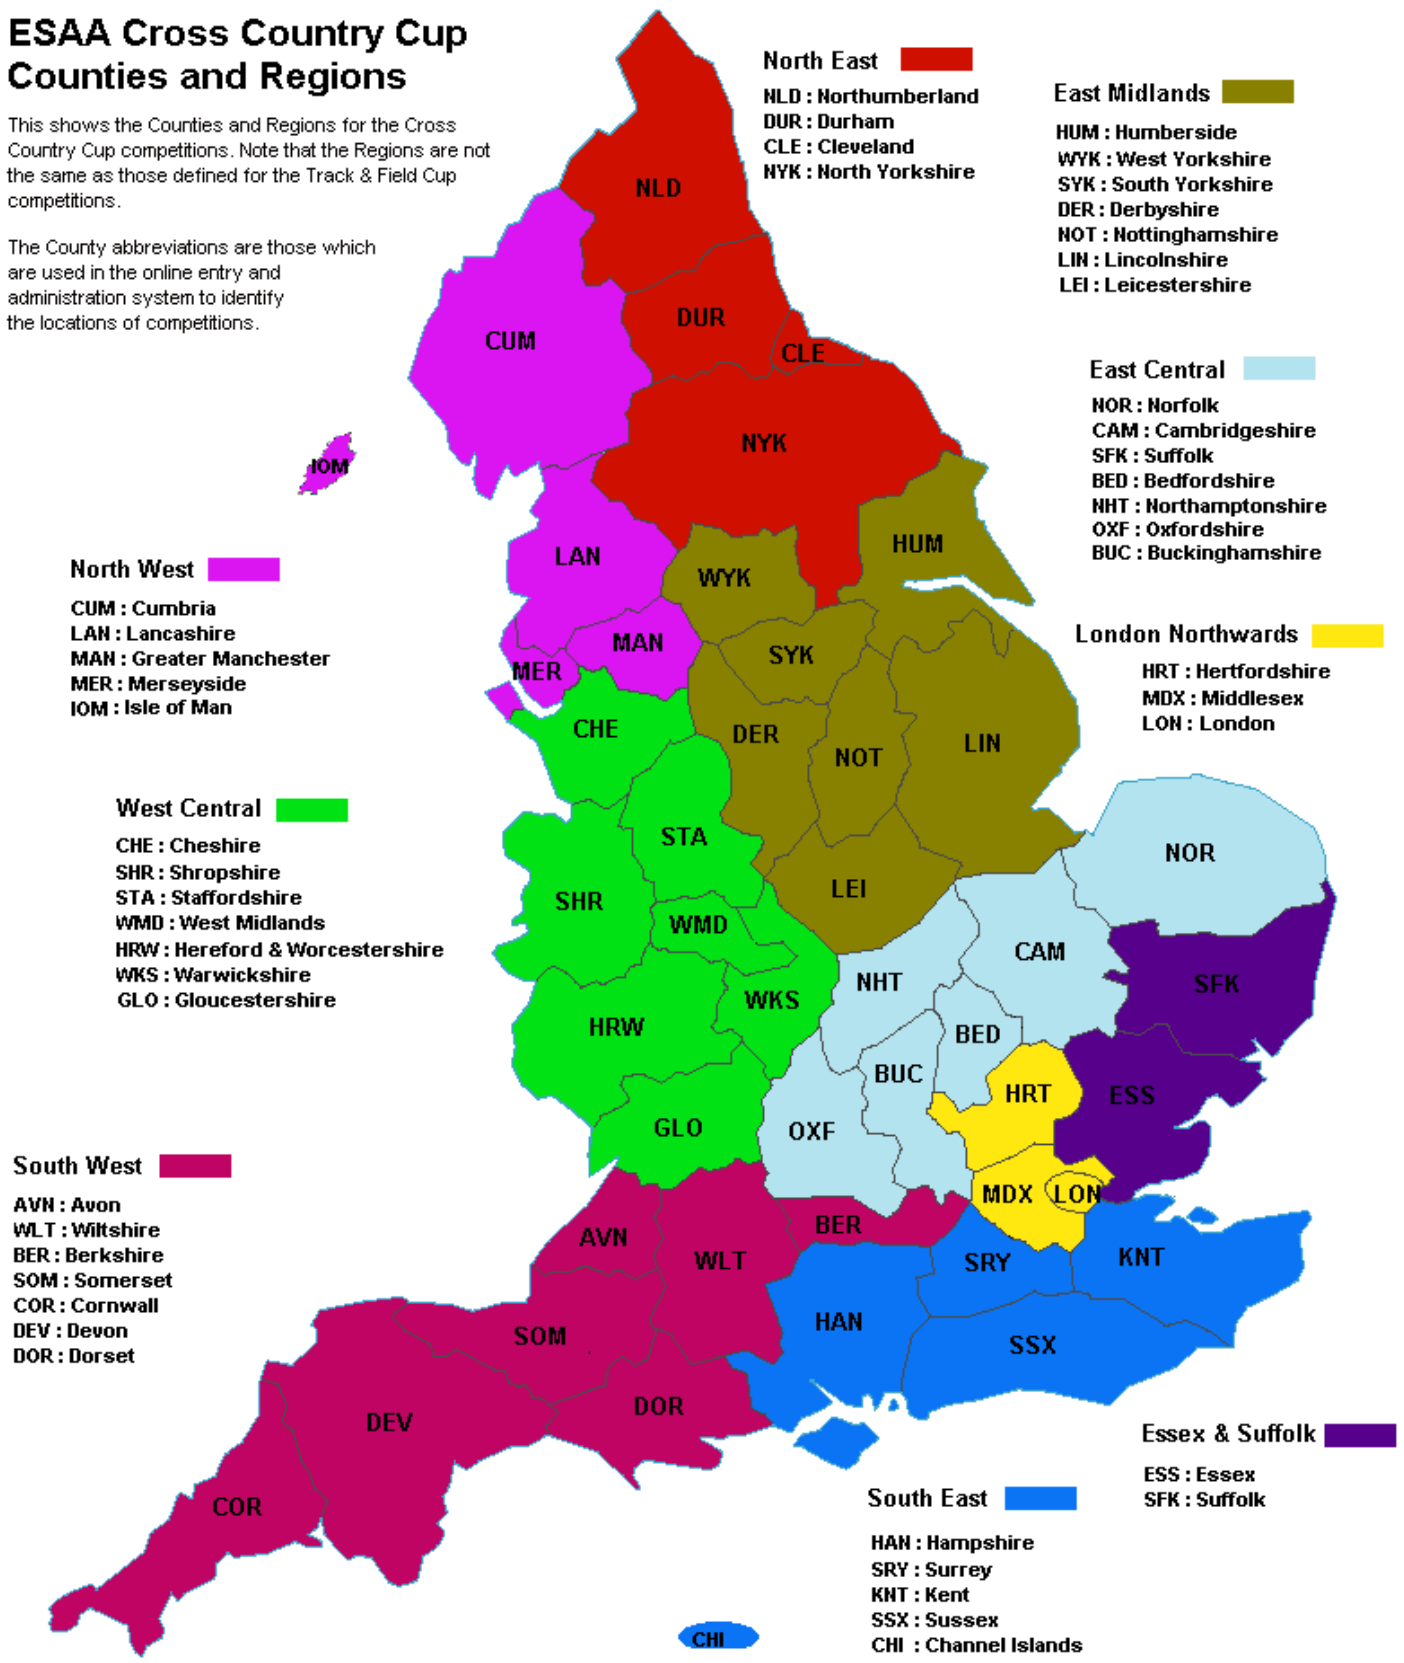 ESAA Cross Country Cup
Counties and Regions
This shows the Counties and Regions for the Cross
Country Cup competitions. Note that the Regions are not
the same as those defined for the Track & Field Cup
competitions.
The County abbreviations are those which
are used in the online entry and
administration system to identify
the locations of competitions.
North East
NLD : Northumberland
DUR : Durham
CLE : Cleveland
NYK : North Yorkshire
East Midlands
HUM : Humberside
WYK : West Yorkshire
SYK : South Yorkshire
DER : Derbyshire
NOT : Nottinghamshire
LIN : Lincolnshire
LEI : Leicestershire
East Central
NOR : Norfolk
CAM : Cambridgeshire
SFK : Suffolk
BED : Bedfordshire
NHT : Northamptonshire
OXF : Oxfordshire
BUC : Buckinghamshire
London Northwards
HRT : Hertfordshire
MDX : Middlesex
LON : London
North West
CUM : Cumbria
LAN : Lancashire
MAN : Greater Manchester
MER : Merseyside
IOM : Isle of Man
West Central
CHE : Cheshire
SHR : Shropshire
STA : Staffordshire
WMD : West Midlands
HRW : Hereford & Worcestershire
WKS : Warwickshire
GLO : Gloucestershire
South West
AVN : Avon
WLT : Wiltshire
BER : Berkshire
SOM : Somerset
COR : Cornwall
DEV : Devon
DOR : Dorset
Essex & Suffolk
ESS : Essex
SFK : Suffolk
South East
HAN : Hampshire
SRY : Surrey
KNT : Kent
SSX : Sussex
CHI : Channel Islands
NLD
DUR
CUM
CLE
NYK
IOM
HUM
LAN
WYK
MAN
SYK
MER
CHE
DER
LIN
NOT
STA
NOR
LEI
SHR
WMD
CAM
NHT
SFK
WKS
HRW
BED
BUC
HRT
ESS
GLO
OXF
MDX
LON
BER
AVN
KNT
WLT
SRY
HAN
SOM
SSX
DOR
DEV
COR
CHI